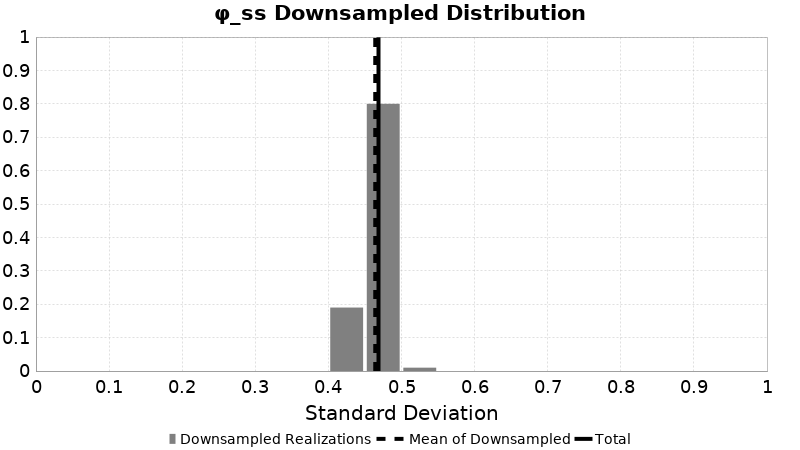 φ_ss Downsampled Distribution
1
0.9
0.8
0.7
0.6
0.5
0.4
0.3
0.2
0.1
0
0 0.1 0.2 0.3 0.4 0.5 0.6 0.7 0.8 0.9 1
Standard Deviation
Downsampled Realizations Mean of Downsampled Total